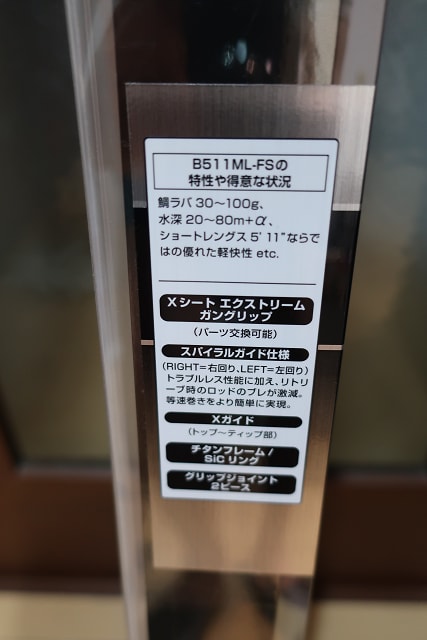 B511ML-FSの
特性や得意な状況
鯛ラバ30〜100g、
水深20〜80m+α、
ショートレングス5'11"ならで
はの優れた軽快性 etc.
Xシート エクストリーム
ガングリップ
(パーツ交換可能)
スパイラルガイド仕様
(RIGHT=右回り、LEFT=左回り)
トラブルレス性能に加え、リトリ
ーブ時のロッドのブレが激減。
等速巻きをより簡単に実現。
Xガイド
(トップ〜ティップ部)
チタンフレーム/
SiCリング
グリップジョイント
2ピース